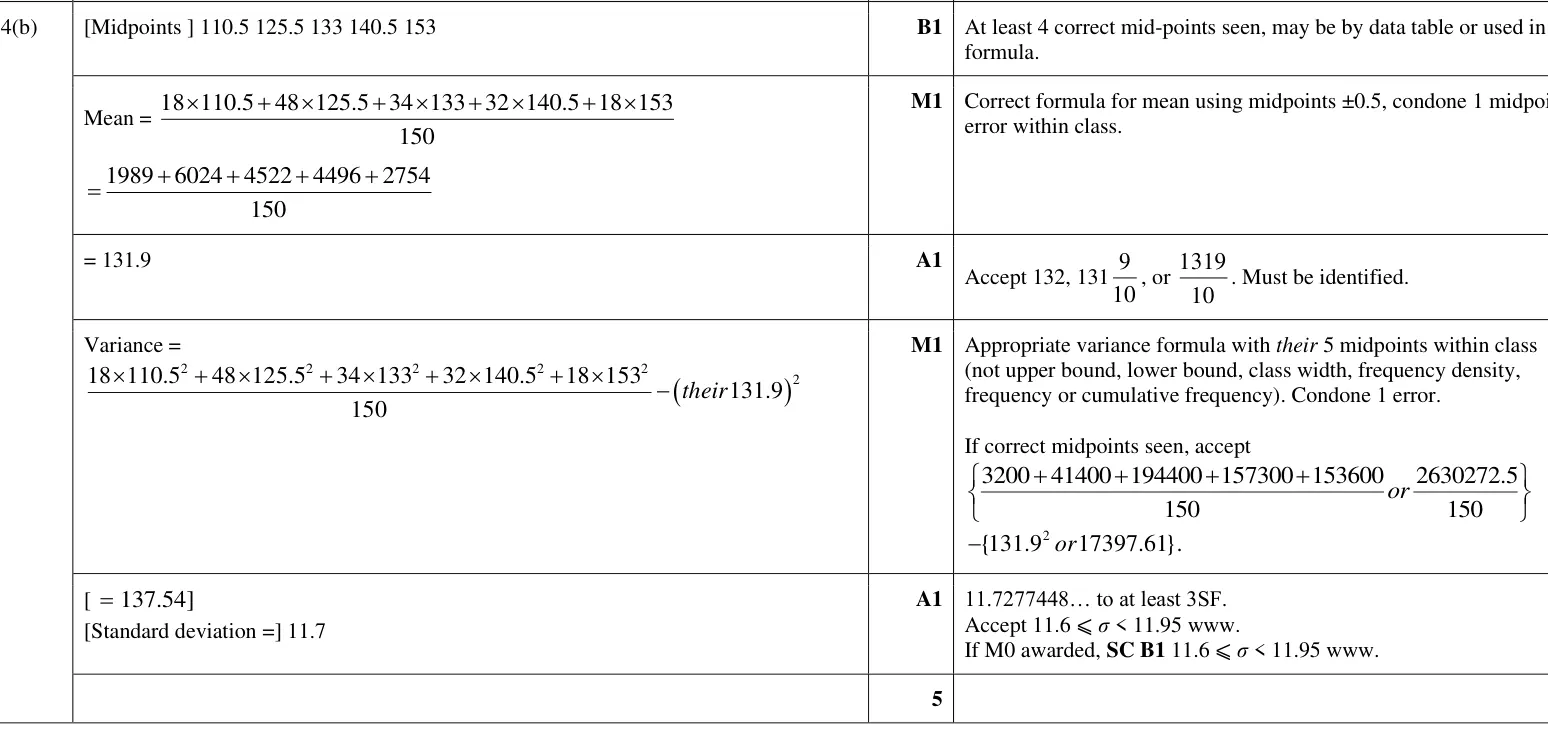 4(b) [Midpoints ] 110.5 125.5 133 140.5 153 B1 At least 4 correct mid-points seen, may be by data table or used in
formula.
Mean = (18×110.5+48×125.5+34×133+32×140.5+18×153)/150 M1 Correct formula for mean using midpoints ±0.5, condone 1 midpoi
error within class.
= (1989+6024+4522+4496+2754)/150
= 131.9 A1 Accept 132, 131 9/10, or 1319/10. Must be identified.
Variance = M1 Appropriate variance formula with their 5 midpoints within class
(18×110.5²+48×125.5²+34×133²+32×140.5²+18×153²)/150 − (their131.9)² (not upper bound, lower bound, class width, frequency density,
frequency or cumulative frequency). Condone 1 error.
If correct midpoints seen, accept
{(3200+41400+194400+157300+153600)/150 or 2630272.5/150}
−{131.9² or17397.61}.
[ = 137.54] A1 11.7277448… to at least 3SF.
[Standard deviation =] 11.7 Accept 11.6 ⩽ σ < 11.95 www.
If M0 awarded, SC B1 11.6 ⩽ σ < 11.95 www.
5